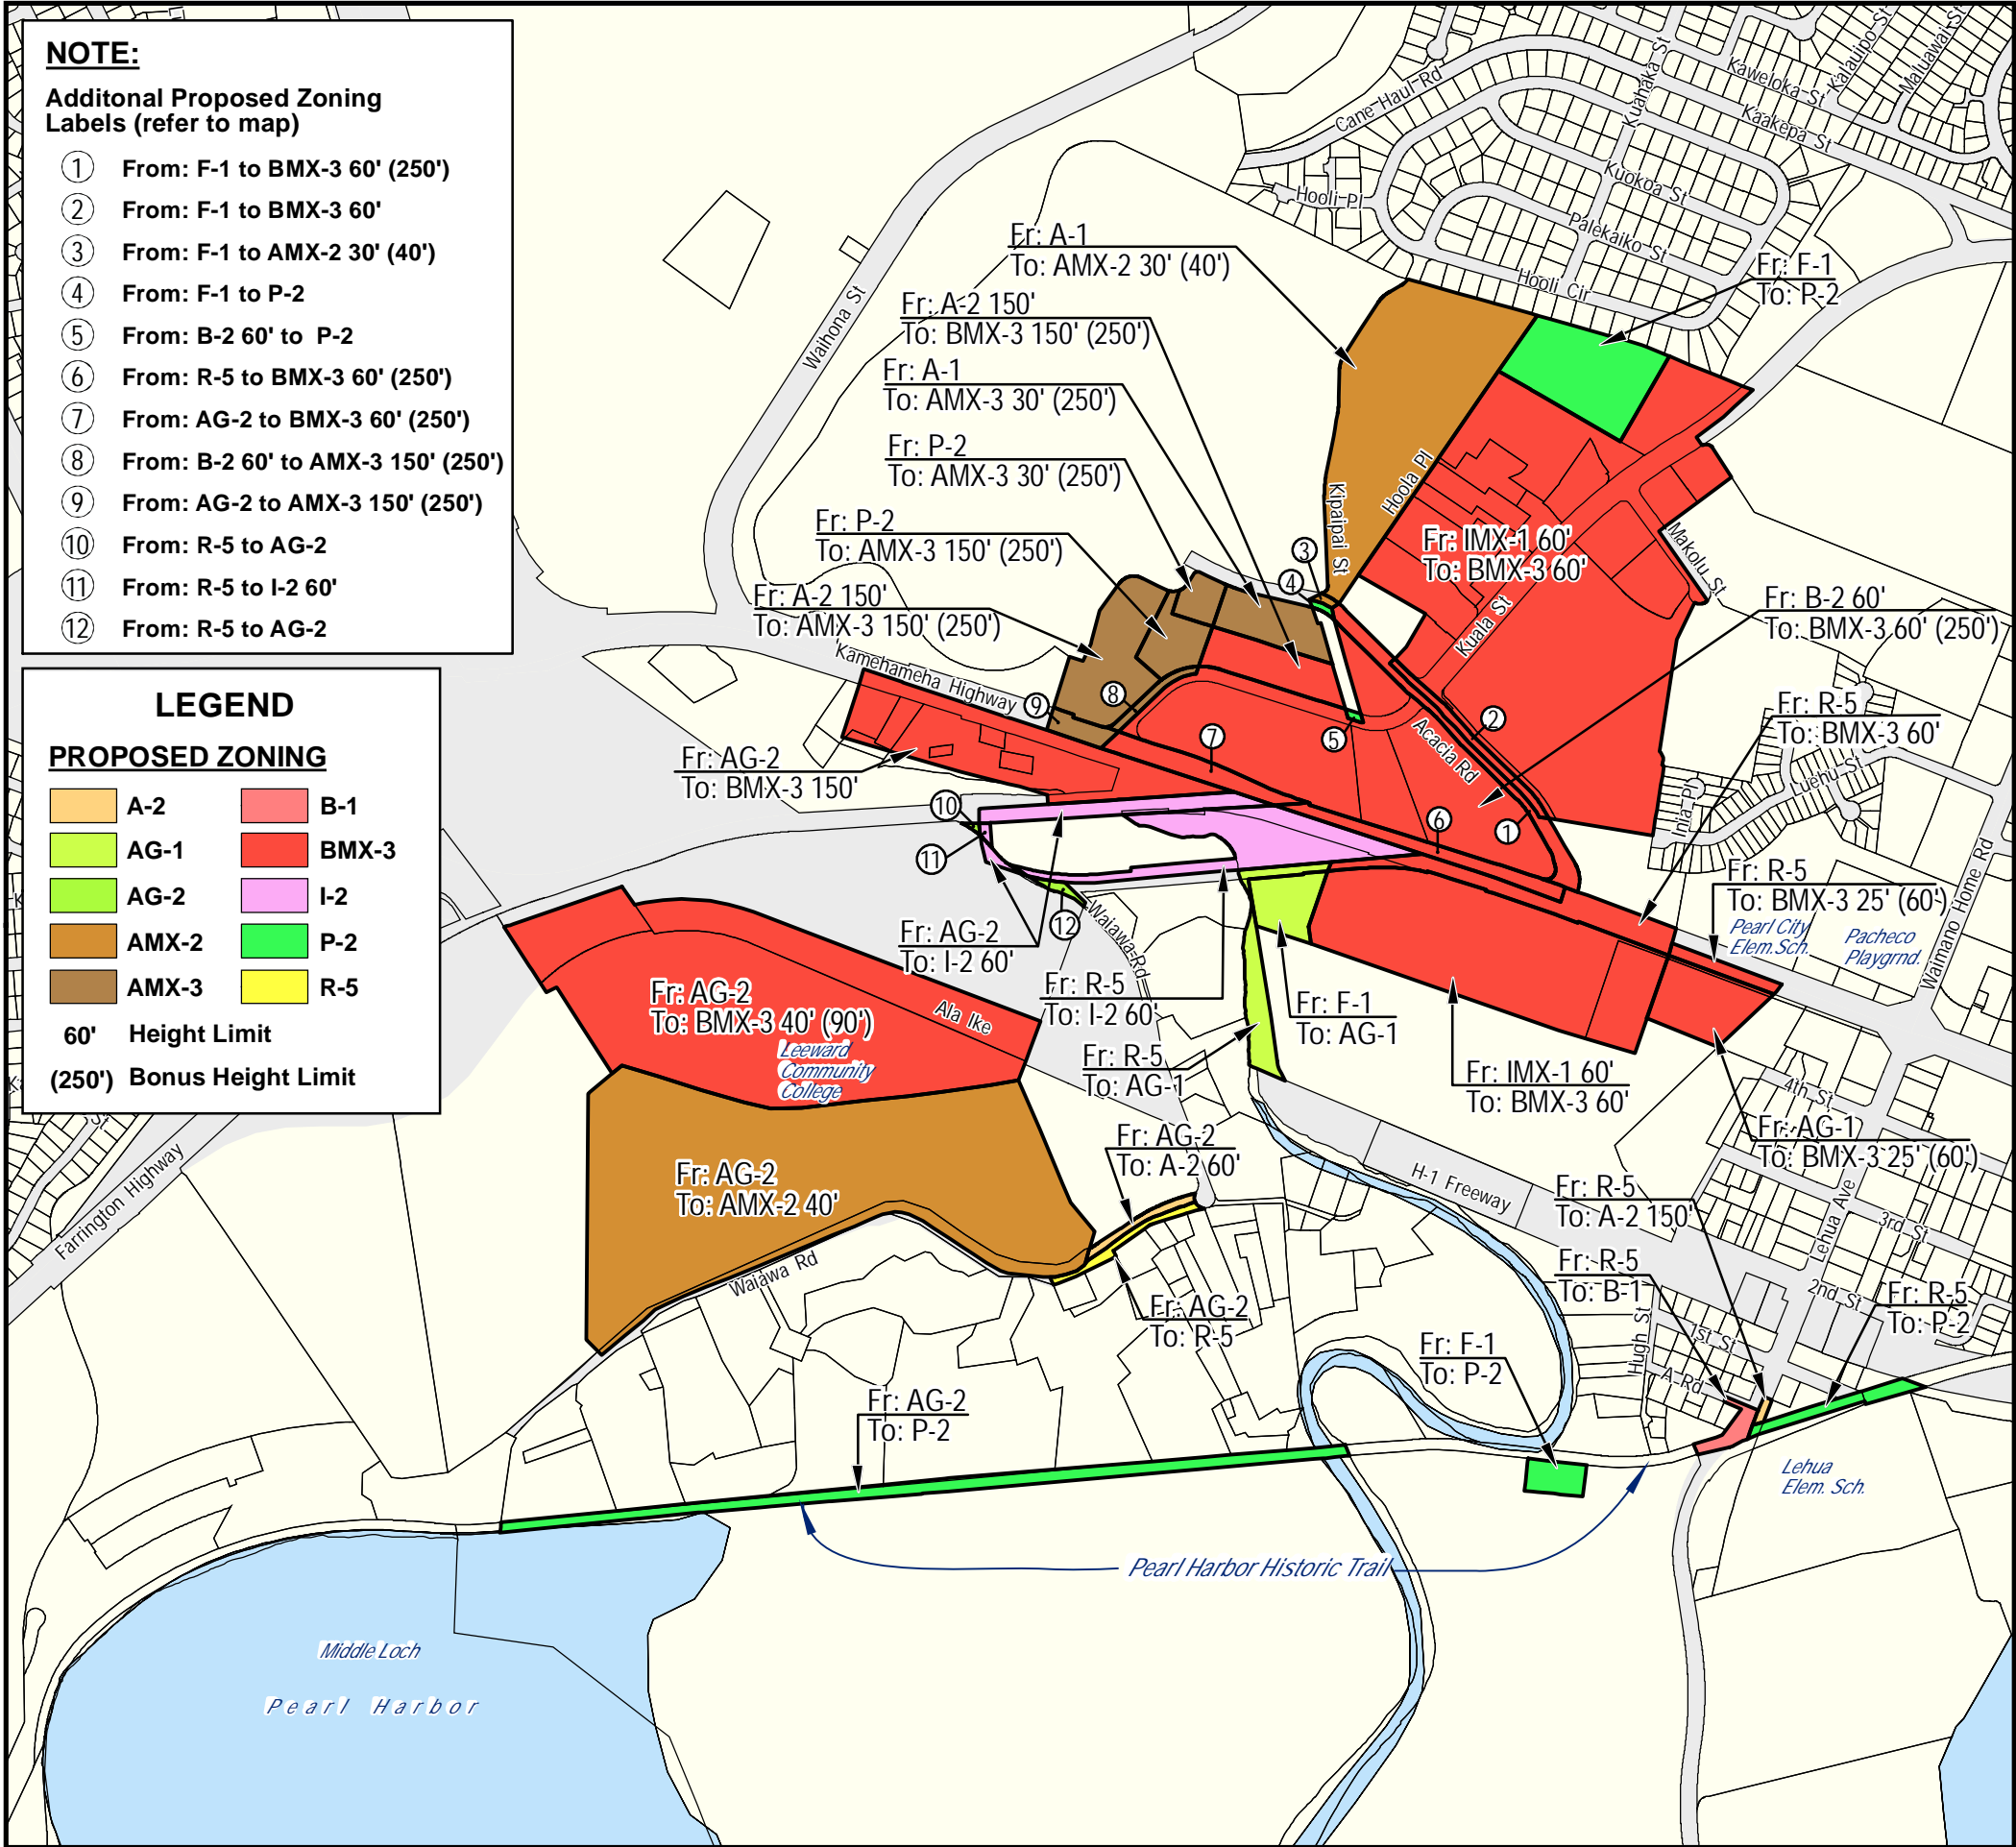 NOTE:
Additonal Proposed Zoning
Labels (refer to map)
1 From: F-1 to BMX-3 60' (250')
2 From: F-1 to BMX-3 60'
3 From: F-1 to AMX-2 30' (40')
4 From: F-1 to P-2
5 From: B-2 60' to P-2
6 From: R-5 to BMX-3 60' (250')
7 From: AG-2 to BMX-3 60' (250')
8 From: B-2 60' to AMX-3 150' (250')
9 From: AG-2 to AMX-3 150' (250')
10 From: R-5 to AG-2
11 From: R-5 to I-2 60'
12 From: R-5 to AG-2
LEGEND
PROPOSED ZONING
A-2 B-1
AG-1 BMX-3
AG-2 I-2
AMX-2 P-2
AMX-3 R-5
60' Height Limit
(250') Bonus Height Limit
Cane Haul Rd
Kuahaka St
Kaweloka St
Kaakepa St
Kalauipo St
Maluawai St
Hooli Pl
Kuokoa St
Palekaiko St
Hooli Cir
Waihona St
Fr: A-1
To: AMX-2 30' (40')
Fr: F-1
To: P-2
Fr: A-2 150'
To: BMX-3 150' (250')
Fr: A-1
To: AMX-3 30' (250')
Fr: P-2
To: AMX-3 30' (250')
Fr: P-2
To: AMX-3 150' (250')
Fr: A-2 150'
To: AMX-3 150' (250')
Kipaipai St
Hoola Pl
Fr: IMX-1 60'
To: BMX-3 60'
Makolu St
Kuala St
Fr: B-2 60'
To: BMX-3 60' (250')
Kamehameha Highway
3
4
8
9
7
5
2
Acacia Rd
Fr: R-5
To: BMX-3 60'
Fr: AG-2
To: BMX-3 150'
Luehu St
Inia Pl
10
11
6
1
12
Waimano Home Rd
Fr: R-5
To: BMX-3 25' (60')
Pearl City
Elem.Sch.
Pacheco
Playgrnd.
Waiawa Rd
Fr: AG-2
To: I-2 60'
Fr: R-5
To: I-2 60'
Fr: F-1
To: AG-1
Fr: AG-2
To: BMX-3 40' (90')
Ala Ike
Leeward
Community
College
Fr: R-5
To: AG-1
Fr: IMX-1 60'
To: BMX-3 60'
4th St
Fr: AG-1
To: BMX-3 25' (60')
Fr: AG-2
To: A-2 60'
H-1 Freeway
Fr: AG-2
To: AMX-2 40'
Fr: R-5
To: A-2 150'
Lehua Ave
3rd St
Farrington Highway
St
Waiawa Rd
Fr: R-5
To: B-1
2nd St
Fr: R-5
To: P-2
Fr: AG-2
To: R-5
Hugh St
1st St
A Rd
Fr: F-1
To: P-2
Fr: AG-2
To: P-2
Lehua
Elem. Sch.
Pearl Harbor Historic Trail
Middle Loch
Pearl Harbor